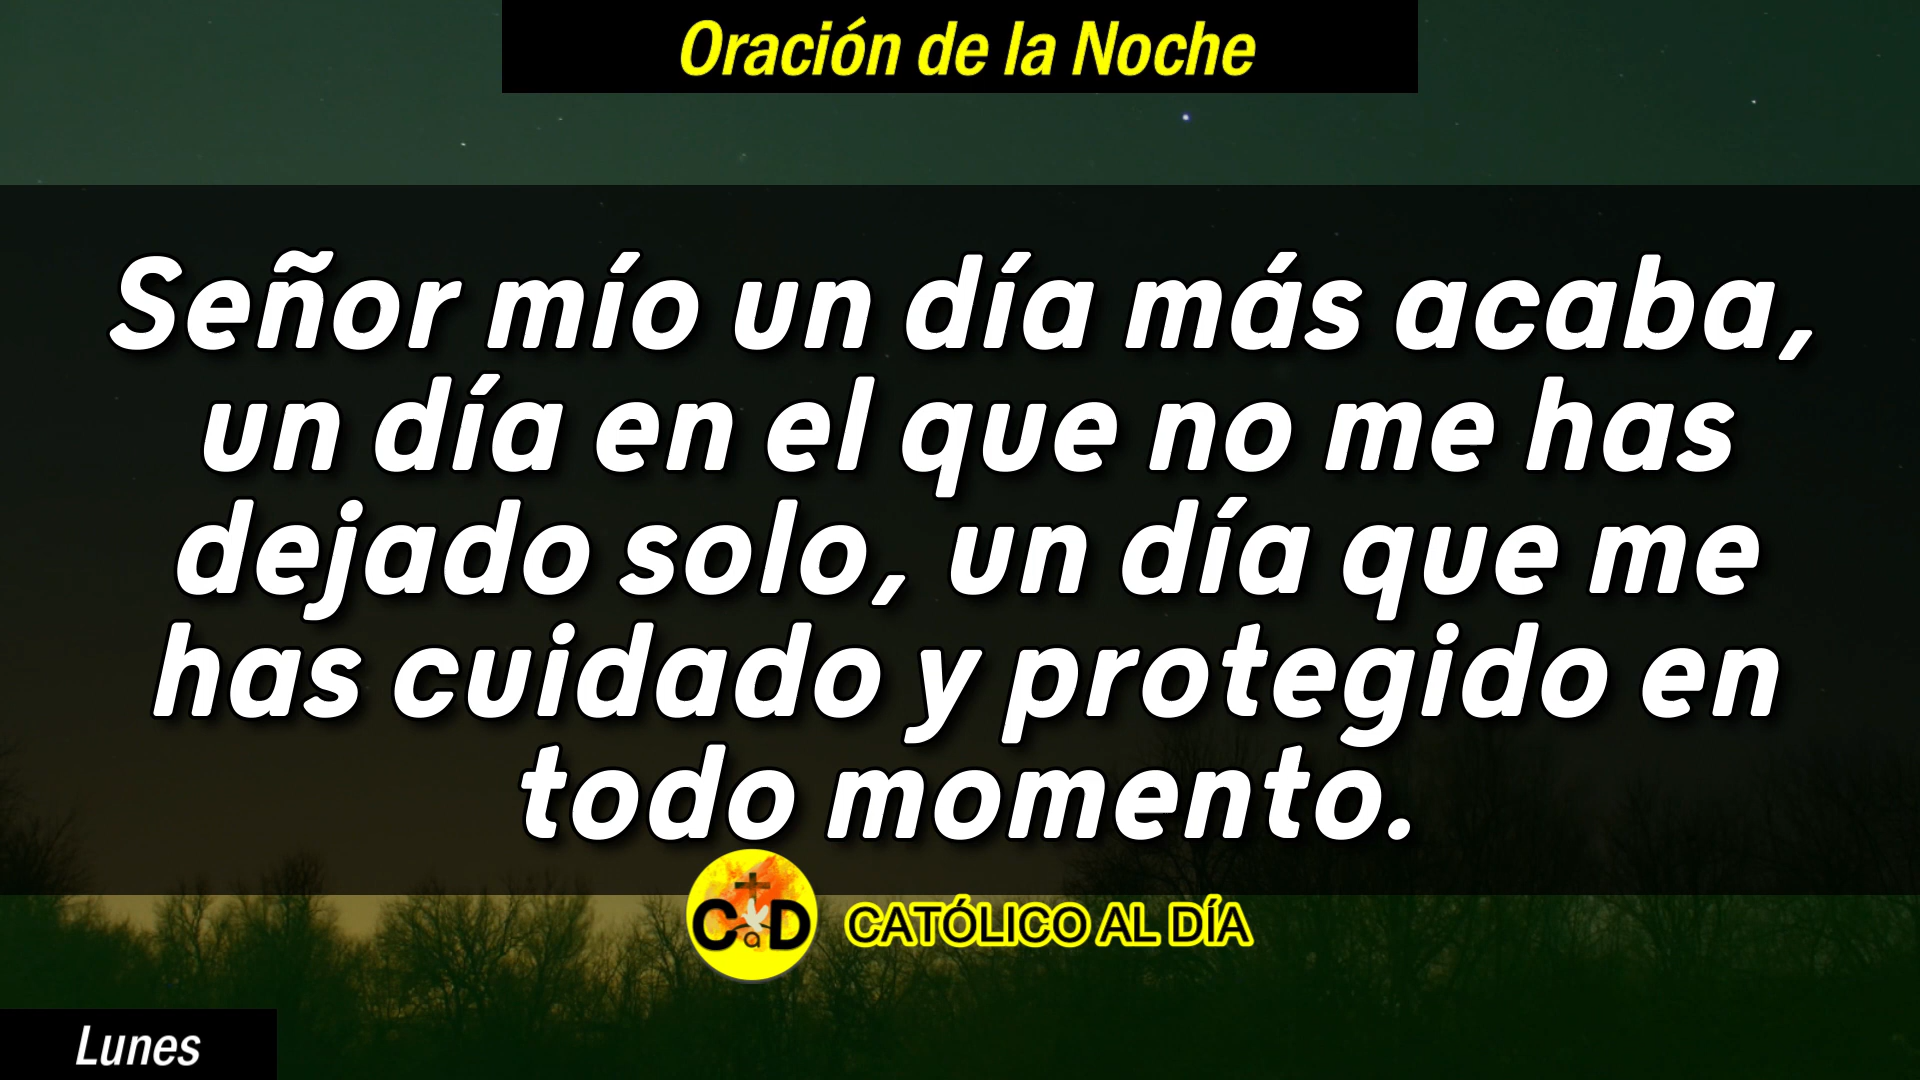 Oración de la Noche
Señor mío un día más acaba,
un día en el que no me has
dejado solo, un día que me
has cuidado y protegido en
todo momento.
CaD CATÓLICO AL DÍA
Lunes